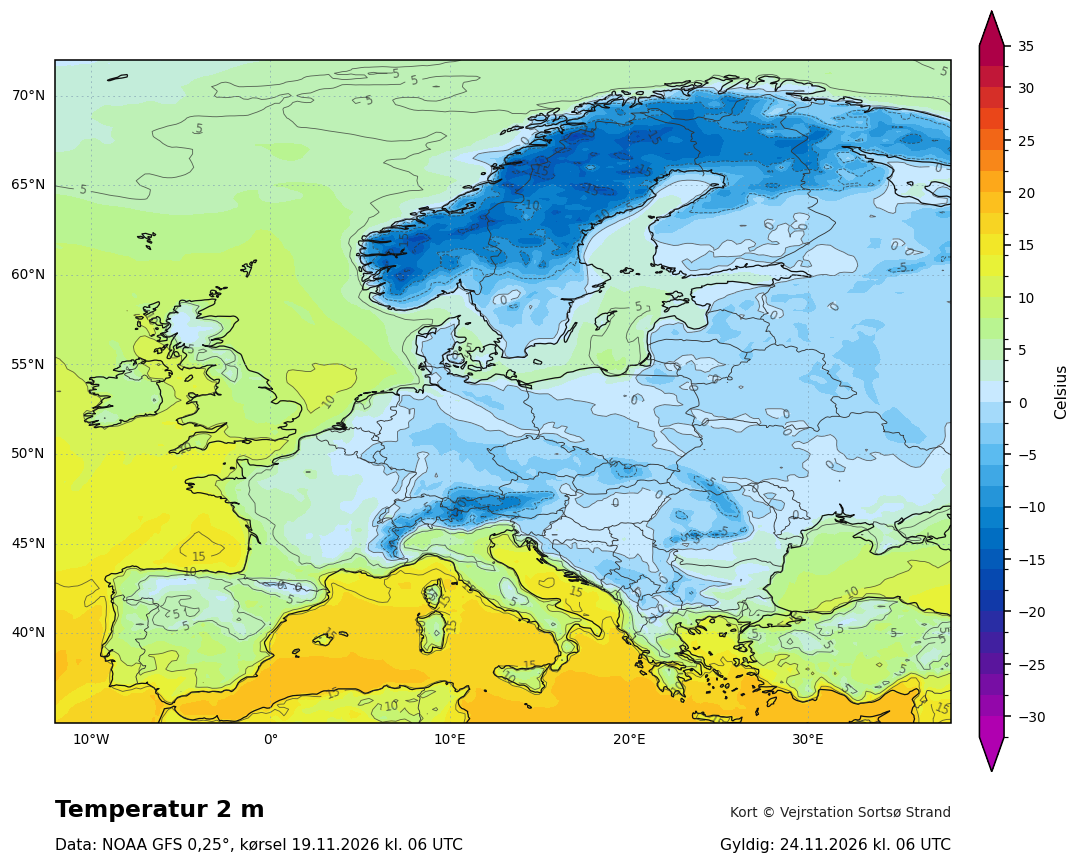 70°N
65°N
60°N
55°N
50°N
45°N
40°N
10°W 0° 10°E 20°E 30°E
35
30
25
20
15
10
5
0
−5
−10
−15
−20
−25
−30
Celsius
Temperatur 2 m
Kort © Vejrstation Sortsø Strand
Data: NOAA GFS 0,25°, kørsel 19.11.2026 kl. 06 UTC
Gyldig: 24.11.2026 kl. 06 UTC